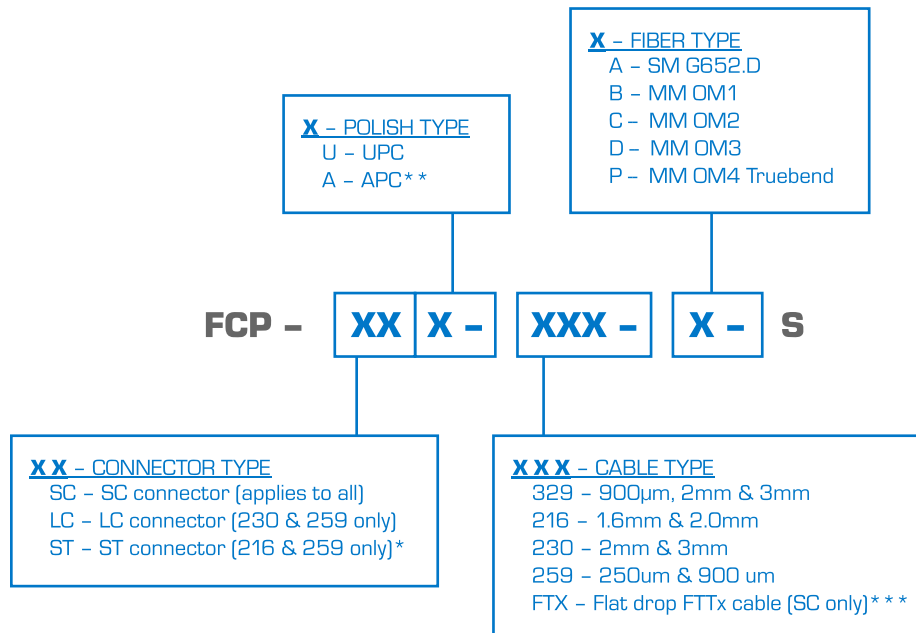 X – FIBER TYPE
A – SM G652.D
B – MM OM1
C – MM OM2
D – MM OM3
P – MM OM4 Truebend
X – POLISH TYPE
U – UPC
A – APC**
FCP – XX X – XXX – X – S
X X – CONNECTOR TYPE
SC – SC connector (applies to all)
LC – LC connector (230 & 259 only)
ST – ST connector (216 & 259 only)*
X X X – CABLE TYPE
329 – 900µm, 2mm & 3mm
216 – 1.6mm & 2.0mm
230 – 2mm & 3mm
259 – 250um & 900 um
FTX – Flat drop FTTx cable (SC only)***